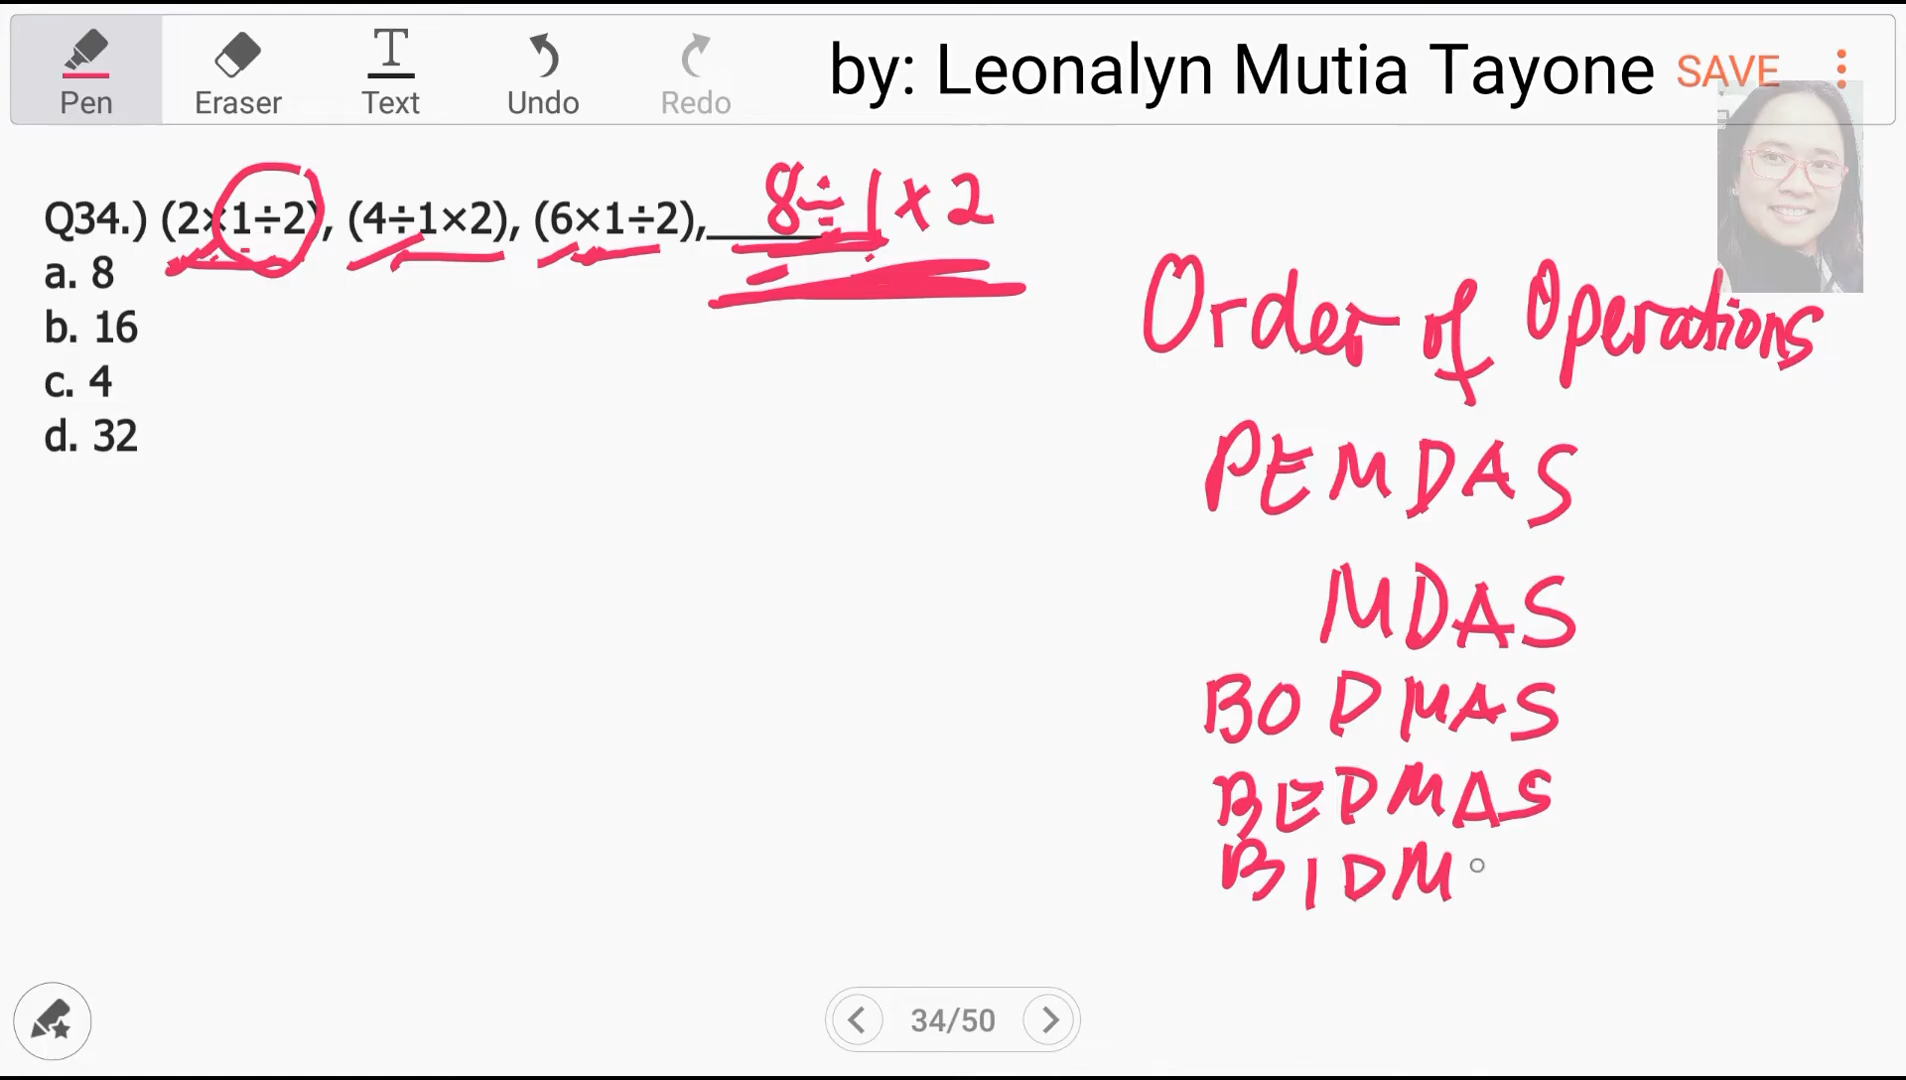 Pen Eraser Text Undo Redo by: Leonalyn Mutia Tayone SAVE
Q34.) (2×1÷2), (4÷1×2), (6×1÷2),______ 8÷1×2
a. 8
b. 16
c. 4
d. 32
Order of Operations
PEMDAS
MDAS
BODMAS
BEDMAS
BIDM
34/50